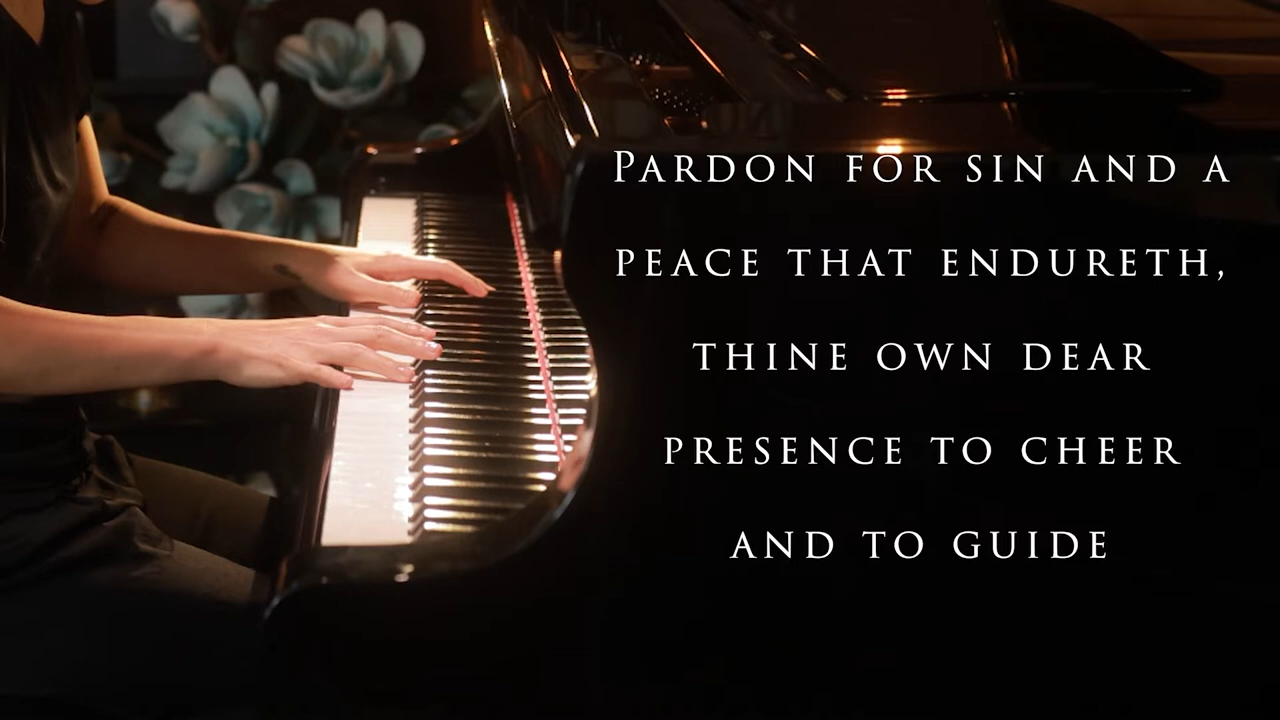 Pardon for sin and a
peace that endureth,
thine own dear
presence to cheer
and to guide